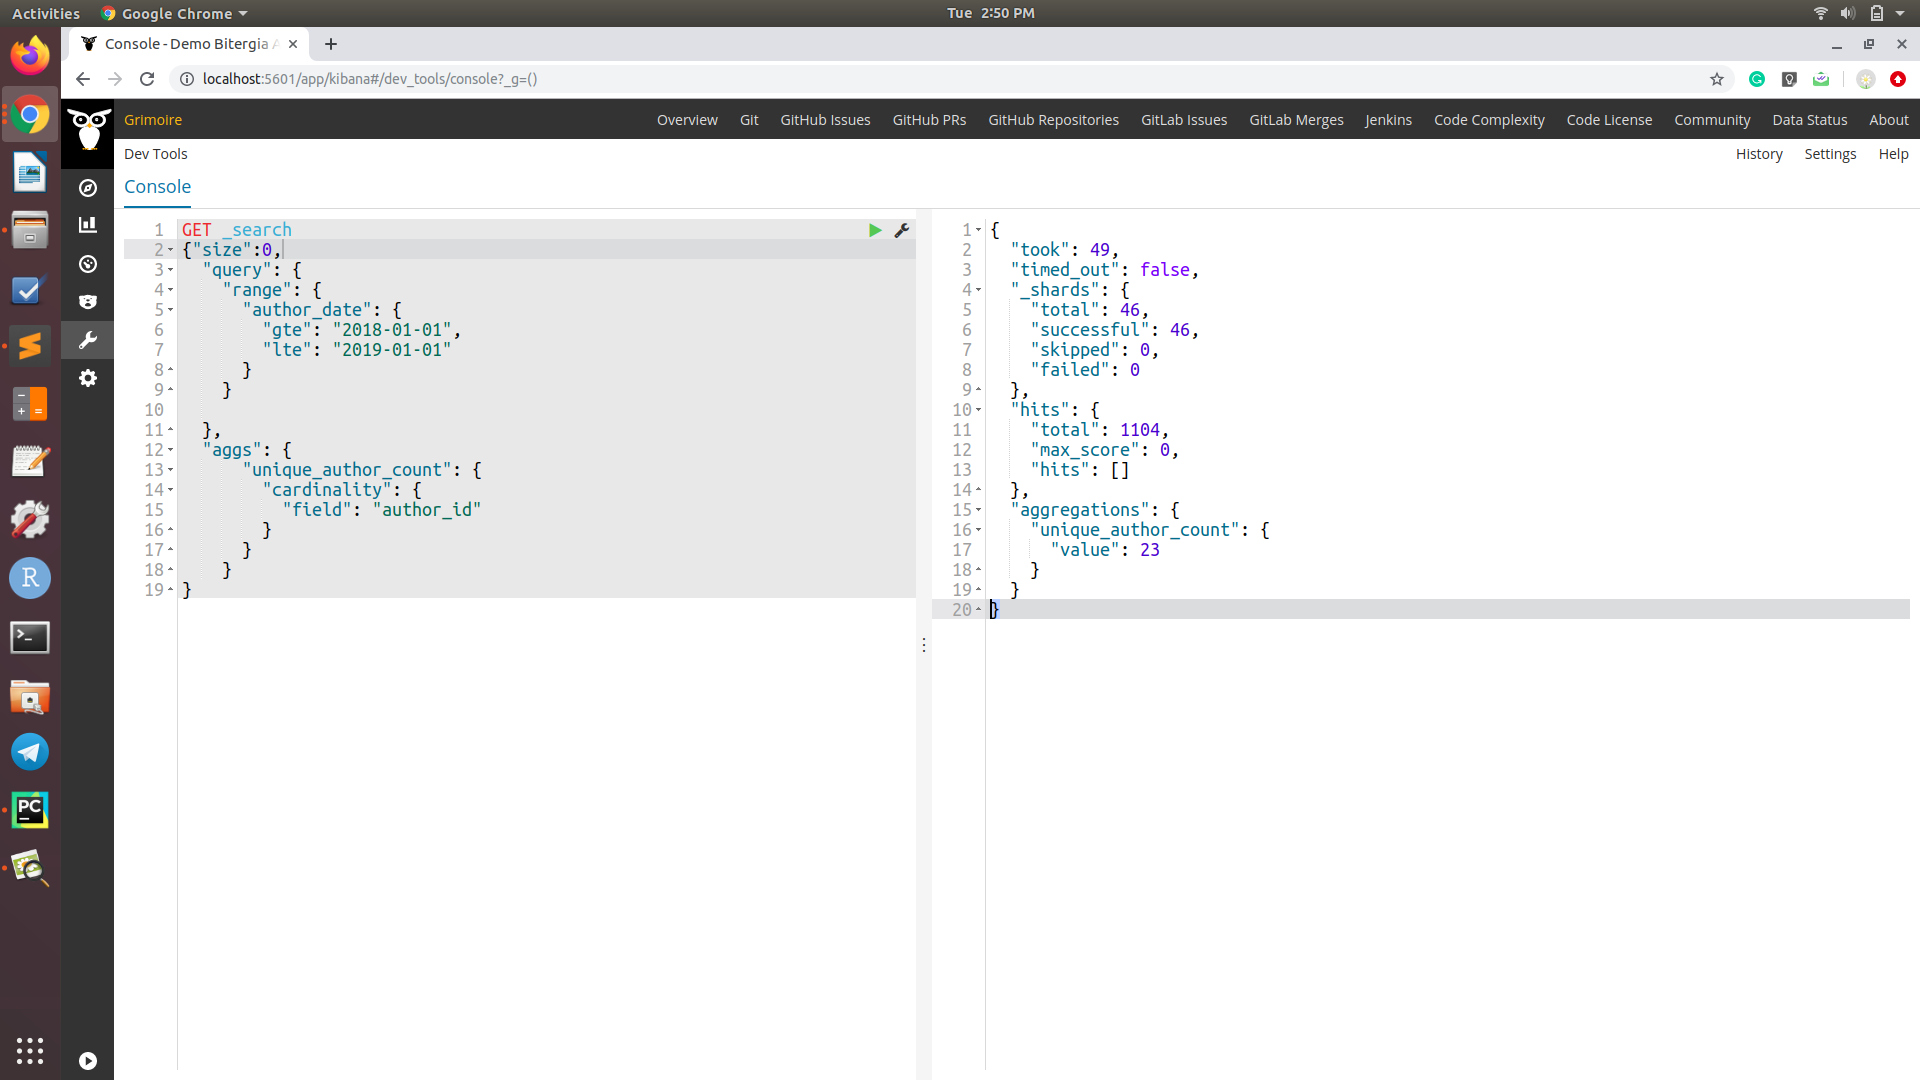 Activities
Google Chrome
Tue 2:50 PM
Console - Demo Bitergia
localhost:5601/app/kibana#/dev_tools/console?_g=()
Grimoire
Overview Git GitHub Issues GitHub PRs GitHub Repositories GitLab Issues GitLab Merges Jenkins Code Complexity Code License Community Data Status About
Dev Tools
History Settings Help
Console
1 GET _search
2 {"size":0,
3 "query": {
4 "range": {
5 "author_date": {
6 "gte": "2018-01-01",
7 "lte": "2019-01-01"
8 }
9 }
10
11 },
12 "aggs": {
13 "unique_author_count": {
14 "cardinality": {
15 "field": "author_id"
16 }
17 }
18 }
19 }
1 {
2 "took": 49,
3 "timed_out": false,
4 "_shards": {
5 "total": 46,
6 "successful": 46,
7 "skipped": 0,
8 "failed": 0
9 },
10 "hits": {
11 "total": 1104,
12 "max_score": 0,
13 "hits": []
14 },
15 "aggregations": {
16 "unique_author_count": {
17 "value": 23
18 }
19 }
20 }
R
PC